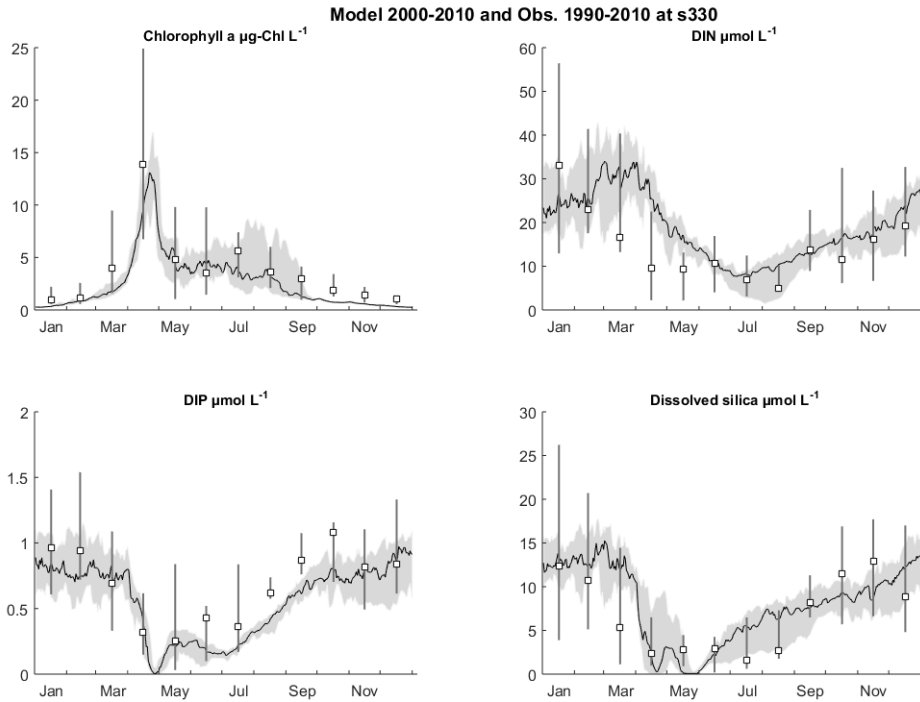 Model 2000-2010 and Obs. 1990-2010 at s330
Chlorophyll a µg-Chl L-1
25
20
15
10
5
0
Jan Mar May Jul Sep Nov
DIN µmol L-1
60
50
40
30
20
10
0
Jan Mar May Jul Sep Nov
DIP µmol L-1
2
1.5
1
0.5
0
Jan Mar May Jul Sep Nov
Dissolved silica µmol L-1
30
25
20
15
10
5
0
Jan Mar May Jul Sep Nov